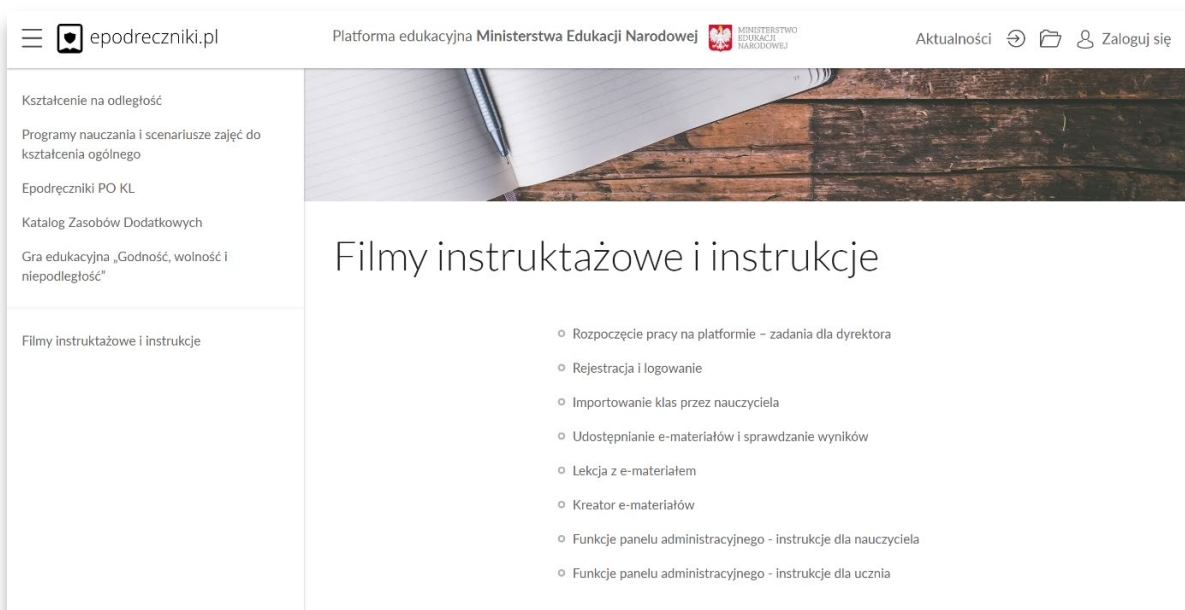 epodreczniki.pl
Platforma edukacyjna Ministerstwa Edukacji Narodowej
MINISTERSTWO
EDUKACJI
NARODOWEJ
Aktualności
Zaloguj się
Kształcenie na odległość
Programy nauczania i scenariusze zajęć do
kształcenia ogólnego
Epodręczniki PO KL
Katalog Zasobów Dodatkowych
Gra edukacyjna „Godność, wolność i
niepodległość”
Filmy instruktażowe i instrukcje
Filmy instruktażowe i instrukcje
Rozpoczęcie pracy na platformie – zadania dla dyrektora
Rejestracja i logowanie
Importowanie klas przez nauczyciela
Udostępnianie e-materiałów i sprawdzanie wyników
Lekcja z e-materiałem
Kreator e-materiałów
Funkcje panelu administracyjnego - instrukcje dla nauczyciela
Funkcje panelu administracyjnego - instrukcje dla ucznia